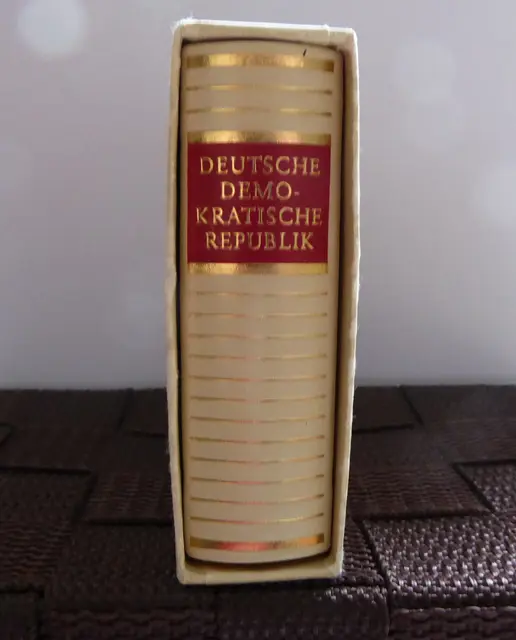 DEUTSCHE
DEMO-
KRATISCHE
REPUBLIK